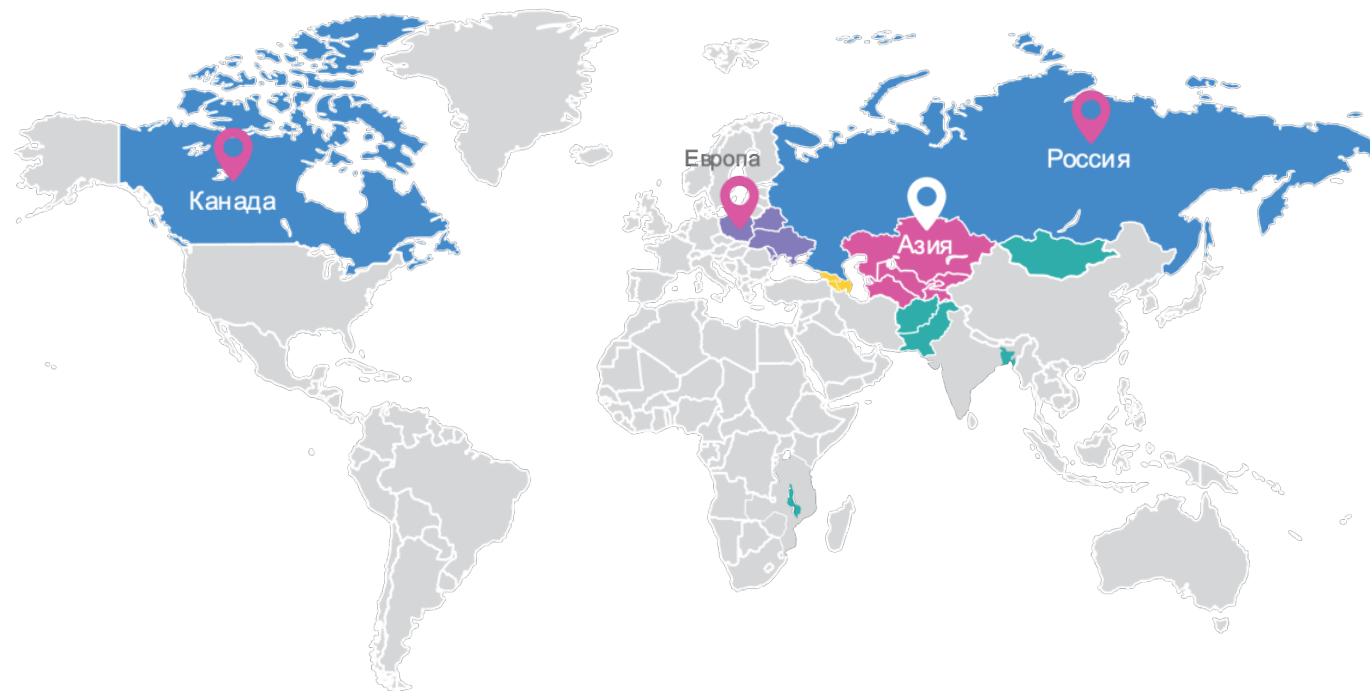 Европа
Россия
Канада
Азия